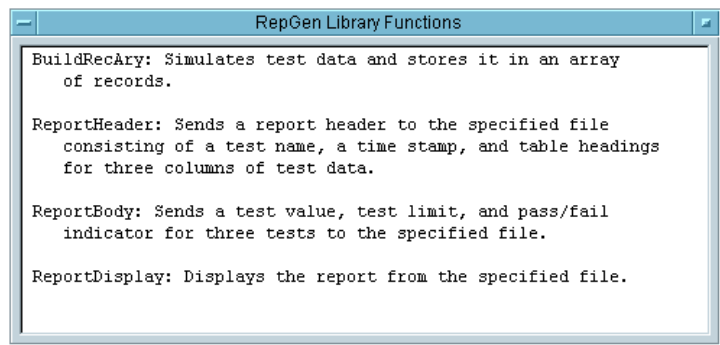 RepGen Library Functions
BuildRecAry: Simulates test data and stores it in an array
of records.
ReportHeader: Sends a report header to the specified file
consisting of a test name, a time stamp, and table headings
for three columns of test data.
ReportBody: Sends a test value, test limit, and pass/fail
indicator for three tests to the specified file.
ReportDisplay: Displays the report from the specified file.